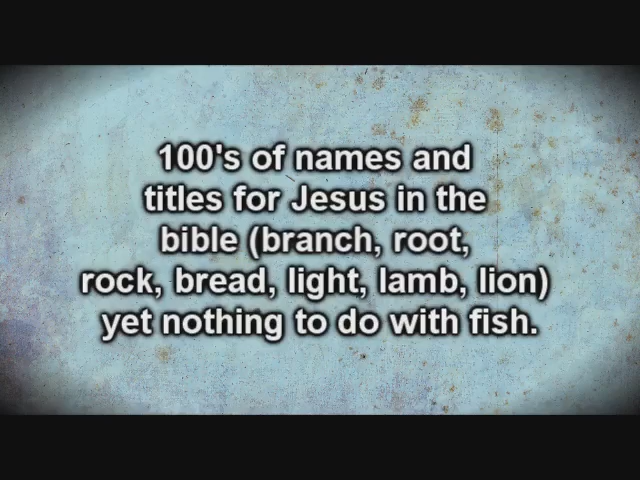 100's of names and
titles for Jesus in the
bible (branch, root,
rock, bread, light, lamb, lion)
yet nothing to do with fish.